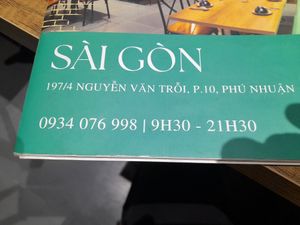 SÀI GÒN
197/4 NGUYỄN VĂN TRỖI, P.10, PHÚ NHUẬN
0934 076 998 | 9H30 - 21H30